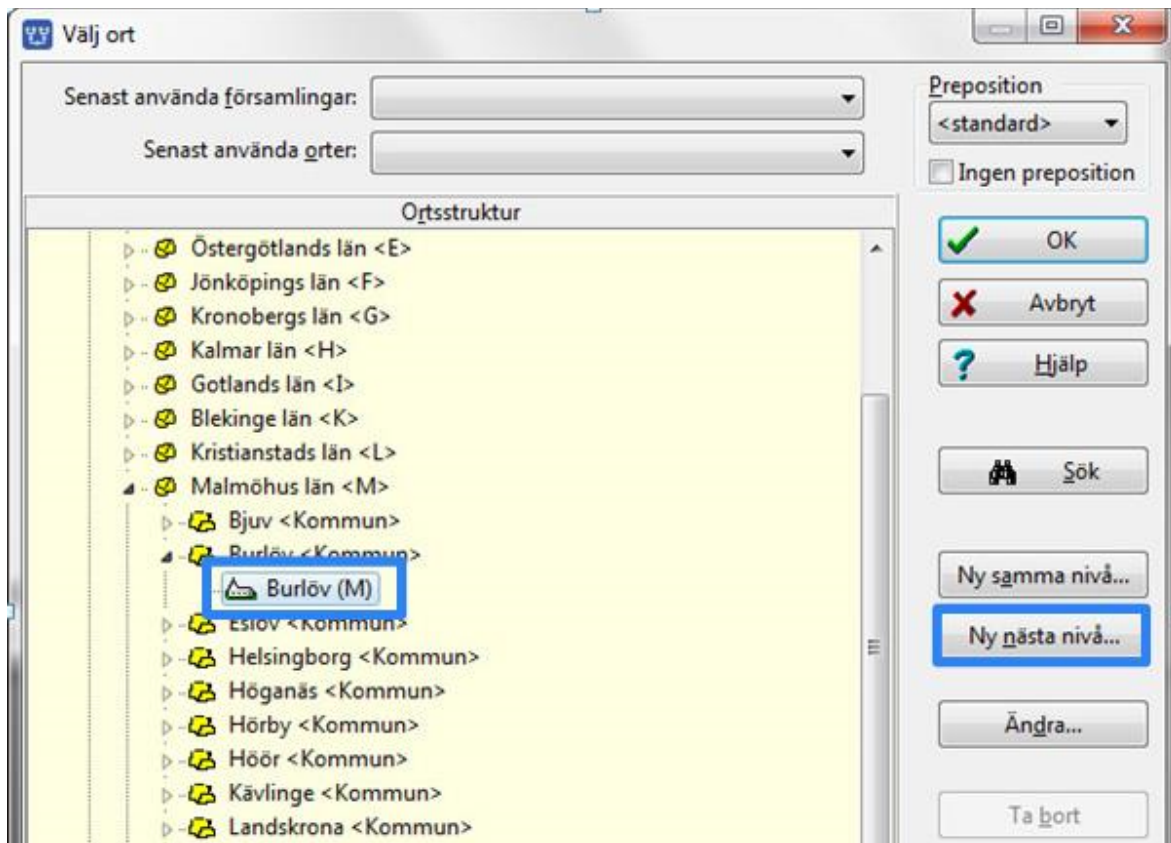 Välj ort
Senast använda församlingar:
Senast använda orter:
Preposition
<standard>
Ingen preposition
Ortsstruktur
Östergötlands län <E>
Jönköpings län <F>
Kronobergs län <G>
Kalmar län <H>
Gotlands län <I>
Blekinge län <K>
Kristianstads län <L>
Malmöhus län <M>
Bjuv <Kommun>
Burlöv <Kommun>
Burlöv (M)
Eslöv <Kommun>
Helsingborg <Kommun>
Höganäs <Kommun>
Hörby <Kommun>
Höör <Kommun>
Kävlinge <Kommun>
Landskrona <Kommun>
OK
Avbryt
Hjälp
Sök
Ny samma nivå...
Ny nästa nivå...
Ändra...
Ta bort